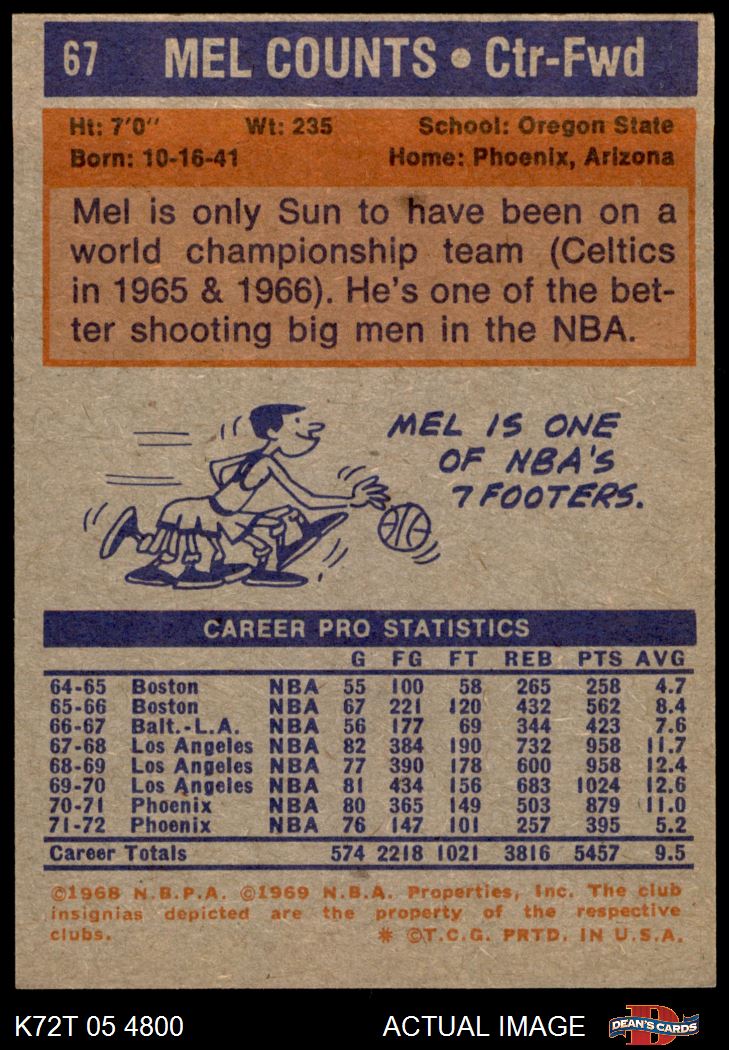 67 MEL COUNTS • Ctr-Fwd
Ht: 7'0" Wt: 235 School: Oregon State
Born: 10-16-41 Home: Phoenix, Arizona
Mel is only Sun to have been on a
world championship team (Celtics
in 1965 & 1966). He's one of the bet-
ter shooting big men in the NBA.
MEL IS ONE
OF NBA'S
7 FOOTERS.
CAREER PRO STATISTICS
G FG FT REB PTS AVG
64-65 Boston NBA 55 100 58 265 258 4.7
65-66 Boston NBA 67 221 120 432 562 8.4
66-67 Balt.-L.A. NBA 56 177 69 344 423 7.6
67-68 Los Angeles NBA 82 384 190 732 958 11.7
68-69 Los Angeles NBA 77 390 178 600 958 12.4
69-70 Los Angeles NBA 81 434 156 683 1024 12.6
70-71 Phoenix NBA 80 365 149 503 879 11.0
71-72 Phoenix NBA 76 147 101 257 395 5.2
Career Totals 574 2218 1021 3816 5457 9.5
©1968 N.B.P.A. ©1969 N.B.A. Properties, Inc. The club
insignias depicted are the property of the respective
clubs. * ©T.C.G. PRTD. IN U.S.A.
K72T 05 4800 ACTUAL IMAGE DEAN'S CARDS